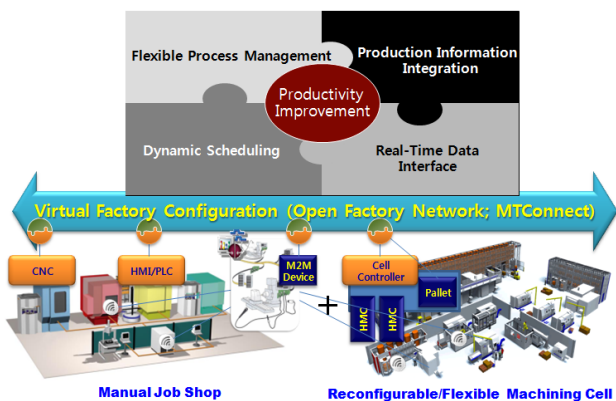 Flexible Process Management
Production Information
Integration
Productivity
Improvement
Dynamic Scheduling
Real-Time Data
Interface
Virtual Factory Configuration (Open Factory Network; MTConnect)
CNC
HMI/PLC
M2M
Device
Cell
Controller
Pallet
HMC
HMC
+
Manual Job Shop
Reconfigurable/Flexible Machining Cell